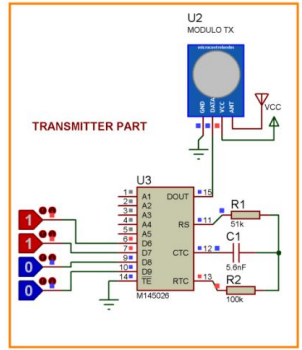 U2
MODULO TX
GND
DATA
VCC
ANT
VCC
TRANSMITTER PART
U3
1 A1 DOUT 15
2 A2
3 A3
4 A4 RS 11
5 A5
6 D6
7 D7 CTC 12
9 D8
10 D9
14 TE RTC 13
M145026
R1
51k
C1
5.6nF
R2
100k
1
1
0
0